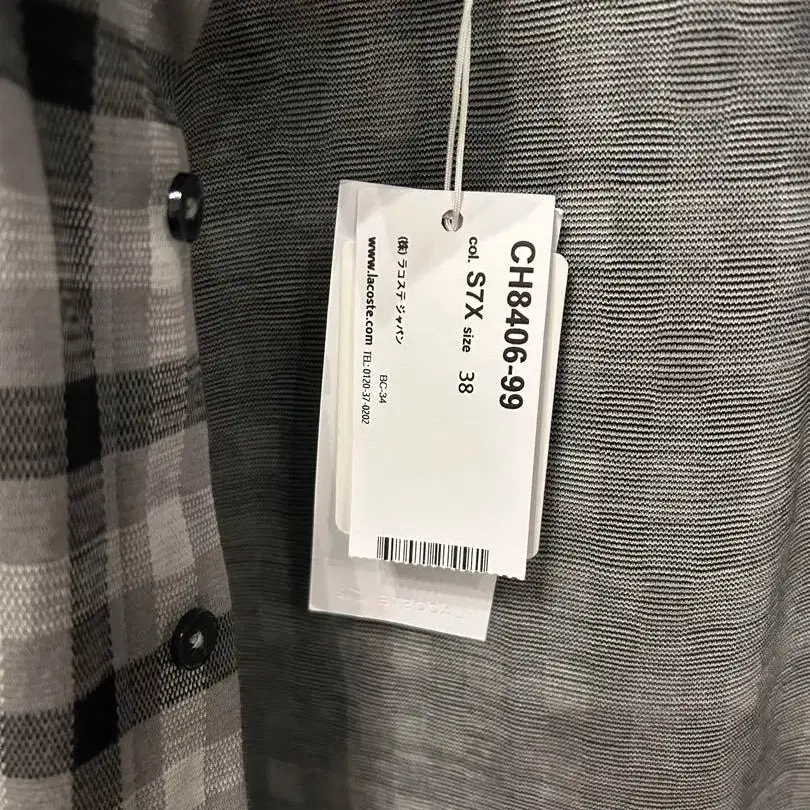 CH8406-99
col. S7X size 38
(株) ラコステ ジャパン
BC-34
www.lacoste.com TEL: 0120-37-0202